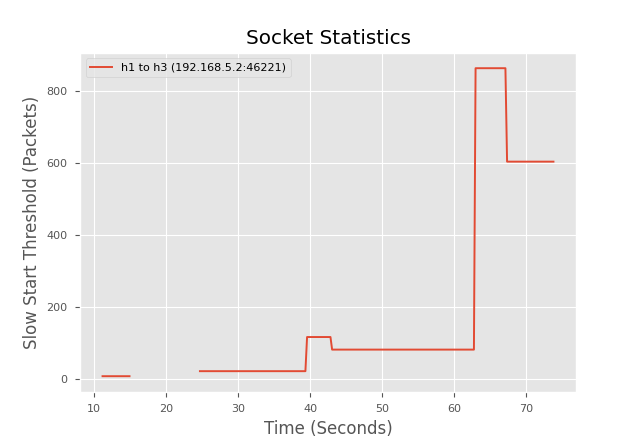 Socket Statistics
h1 to h3 (192.168.5.2:46221)
Slow Start Threshold (Packets)
800
600
400
200
0
10 20 30 40 50 60 70
Time (Seconds)